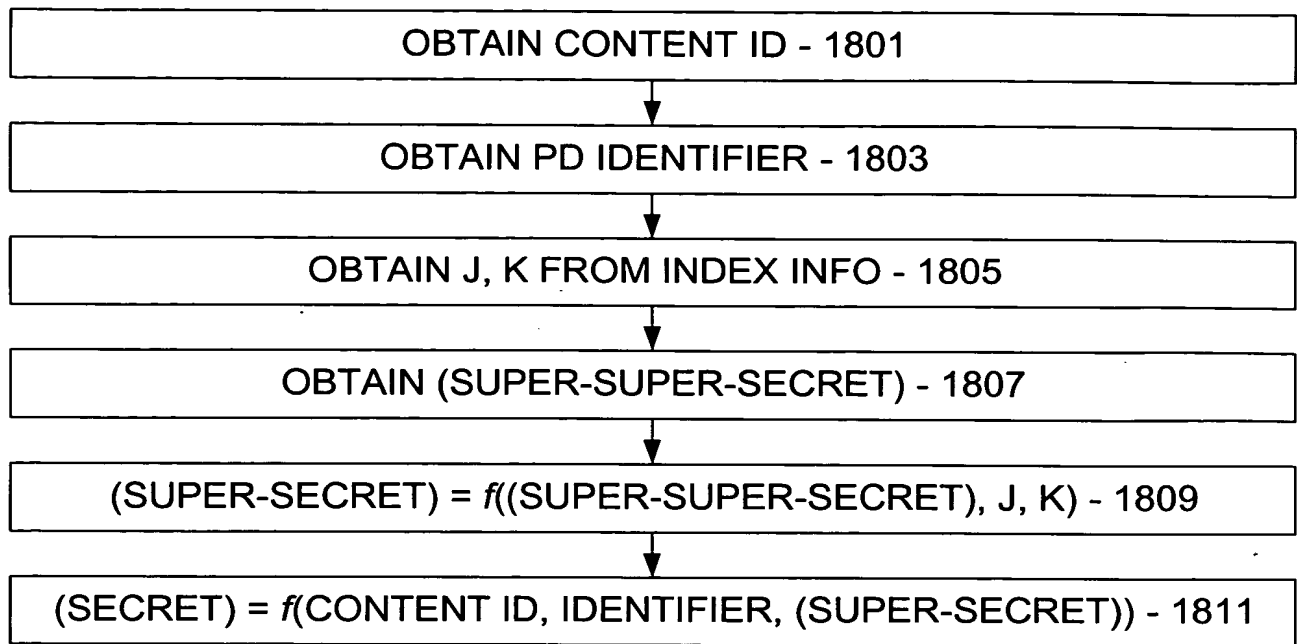 OBTAIN CONTENT ID - 1801
OBTAIN PD IDENTIFIER - 1803
OBTAIN J, K FROM INDEX INFO - 1805
OBTAIN (SUPER-SUPER-SECRET) - 1807
(SUPER-SECRET) = f((SUPER-SUPER-SECRET), J, K) - 1809
(SECRET) = f(CONTENT ID, IDENTIFIER, (SUPER-SECRET)) - 1811